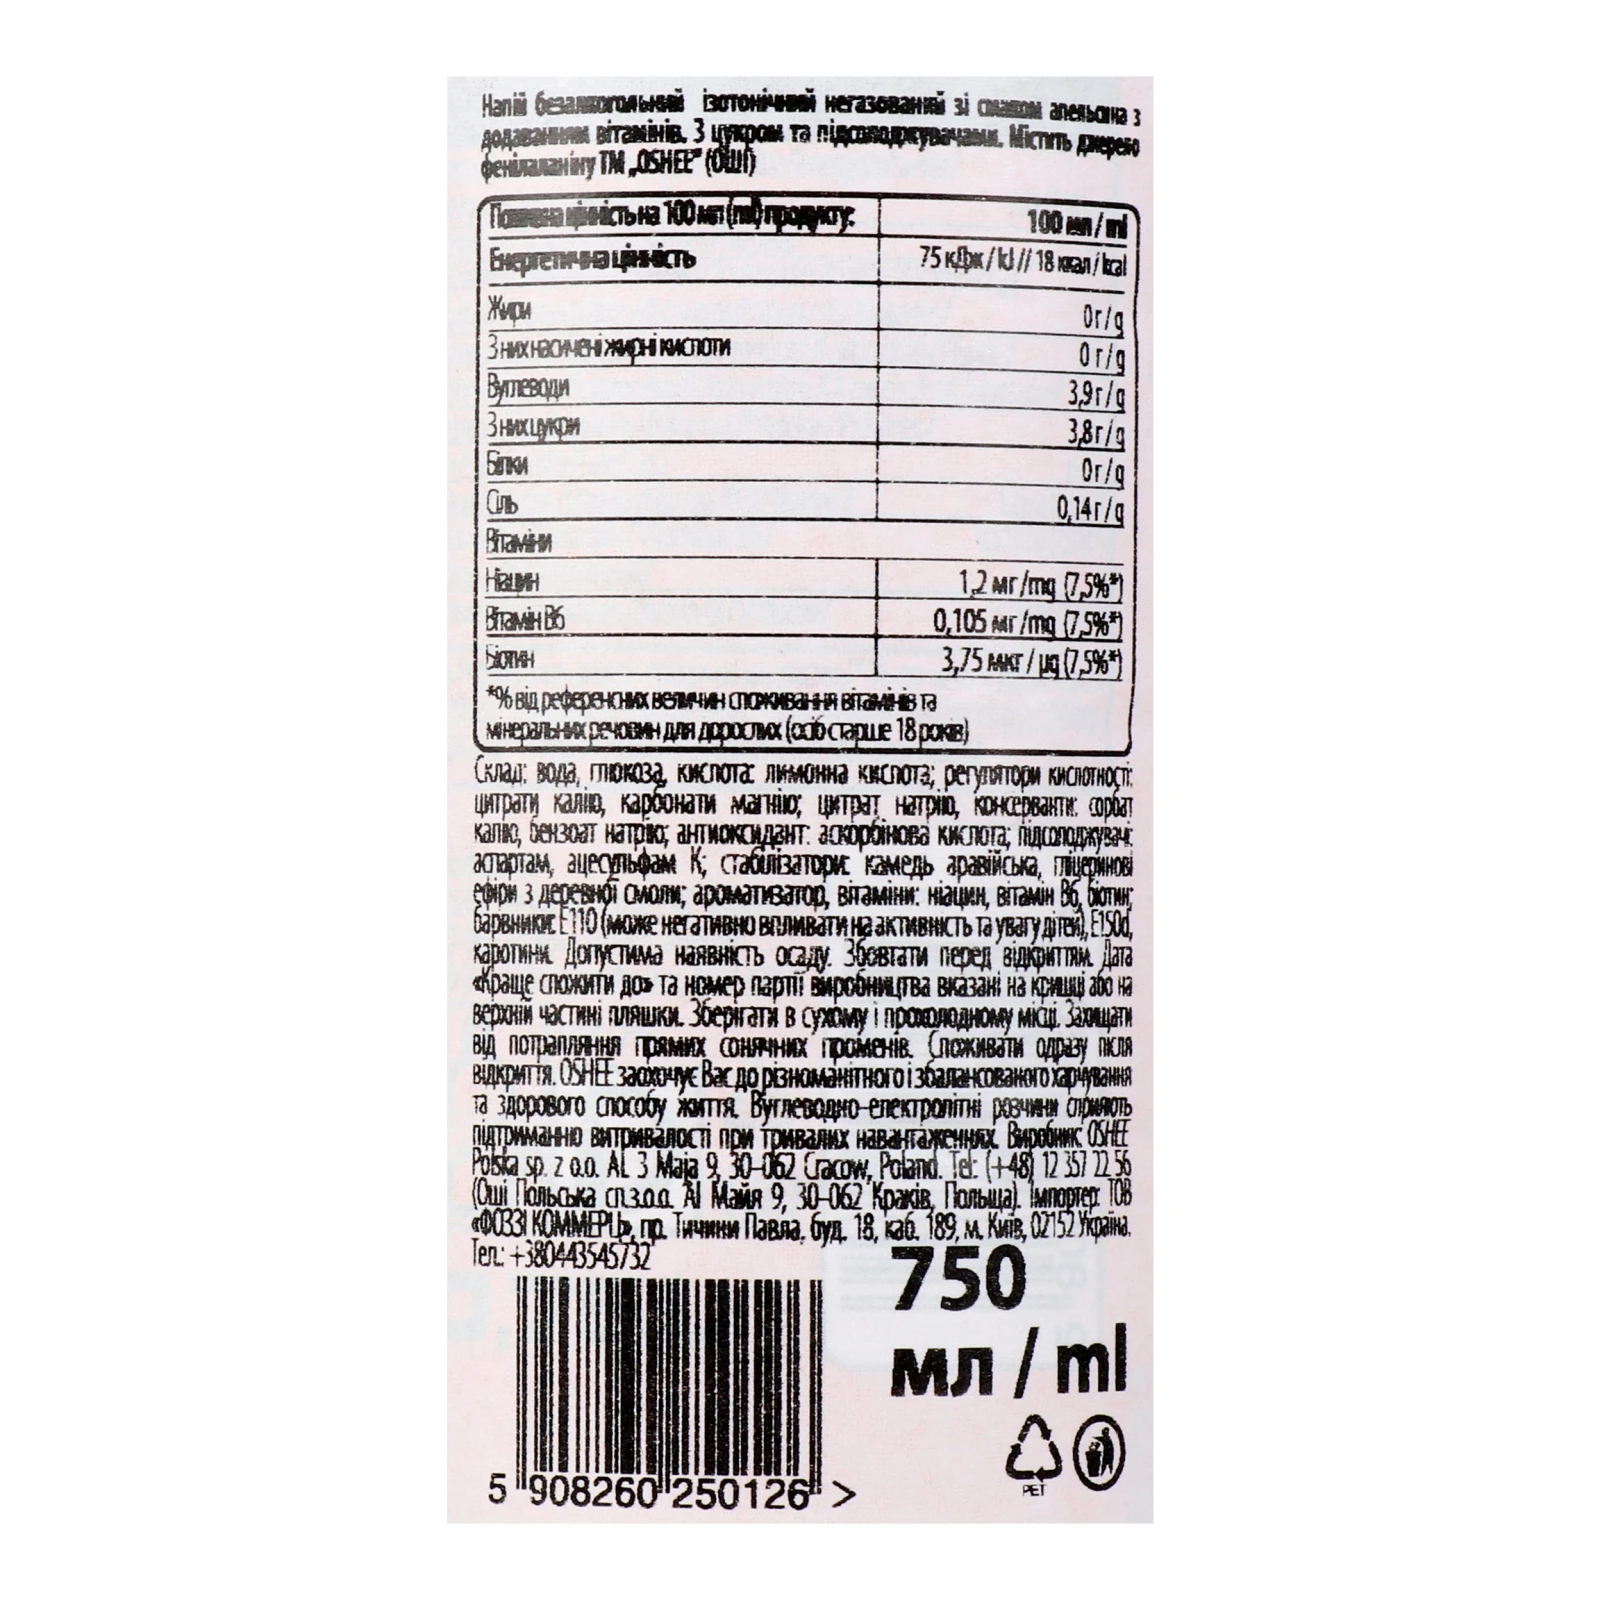 Напій безалкогольний ізотонічний негазований зі смаком апельсина з
додаванням вітамінів. З цукром та підсолоджувачами. Містить джерело
фенілаланіну ТМ „OSHEE" (ОШІ)
Поживна цінність на 100 мл (ml) продукту: 100 мл / ml
Енергетична цінність 75 кДж / kJ // 18 ккал / kcal
Жири 0 г / g
З них насичені жирні кислоти 0 г / g
Вуглеводи 3,9 г / g
З них цукри 3,8 г / g
Білки 0 г / g
Сіль 0,14 г / g
Вітаміни
Ніацин 1,2 мг /mg (7,5%*)
Вітамін В6 0,105 мг /mg (7,5%*)
Біотин 3,75 мкг / µg (7,5%*)
*% від референсних величин споживання вітамінів та
мінеральних речовин для дорослих (осіб старше 18 років)
Склад: вода, глюкоза, кислота: лимонна кислота; регулятори кислотності:
цитрати калію, карбонати магнію; цитрат натрію, консерванти: сорбат
калію, бензоат натрію; антиоксидант: аскорбінова кислота; підсолоджувачі:
аспартам, ацесульфам К; стабілізатори: камедь аравійська, гліцеринові
ефіри з деревної смоли; ароматизатор, вітаміни: ніацин, вітамін В6, біотин;
барвники: Е110 (може негативно впливати на активність та увагу дітей), Е150d,
каротини. Допустима наявність осаду. Збовтати перед відкриттям. Дата
«Краще спожити до» та номер партії виробництва вказані на кришці або на
верхній частині пляшки. Зберігати в сухому і прохолодному місці. Захищати
від потрапляння прямих сонячних променів. Споживати одразу після
відкриття. OSHEE заохочує Вас до різноманітного і збалансованого харчування
та здорового способу життя. Вуглеводно-електролітні розчини сприяють
підтриманню витривалості при тривалих навантаженнях. Виробник: OSHEE
Polska sp. z o.o. AL 3 Maja 9, 30-062 Cracow, Poland. Tel: (+48) 12 357 22 56
(Оші Польська сп.з.о.о. Al Майя 9, 30-062 Краків, Польща). Імпортер: ТОВ
«ФОЗЗІ КОММЕРЦ», пр. Тичини Павла. буд. 18, каб. 189, м. Київ, 02152 Україна.
Тел.: +380443545732
750
мл / ml
PET
5 908260 250126 >